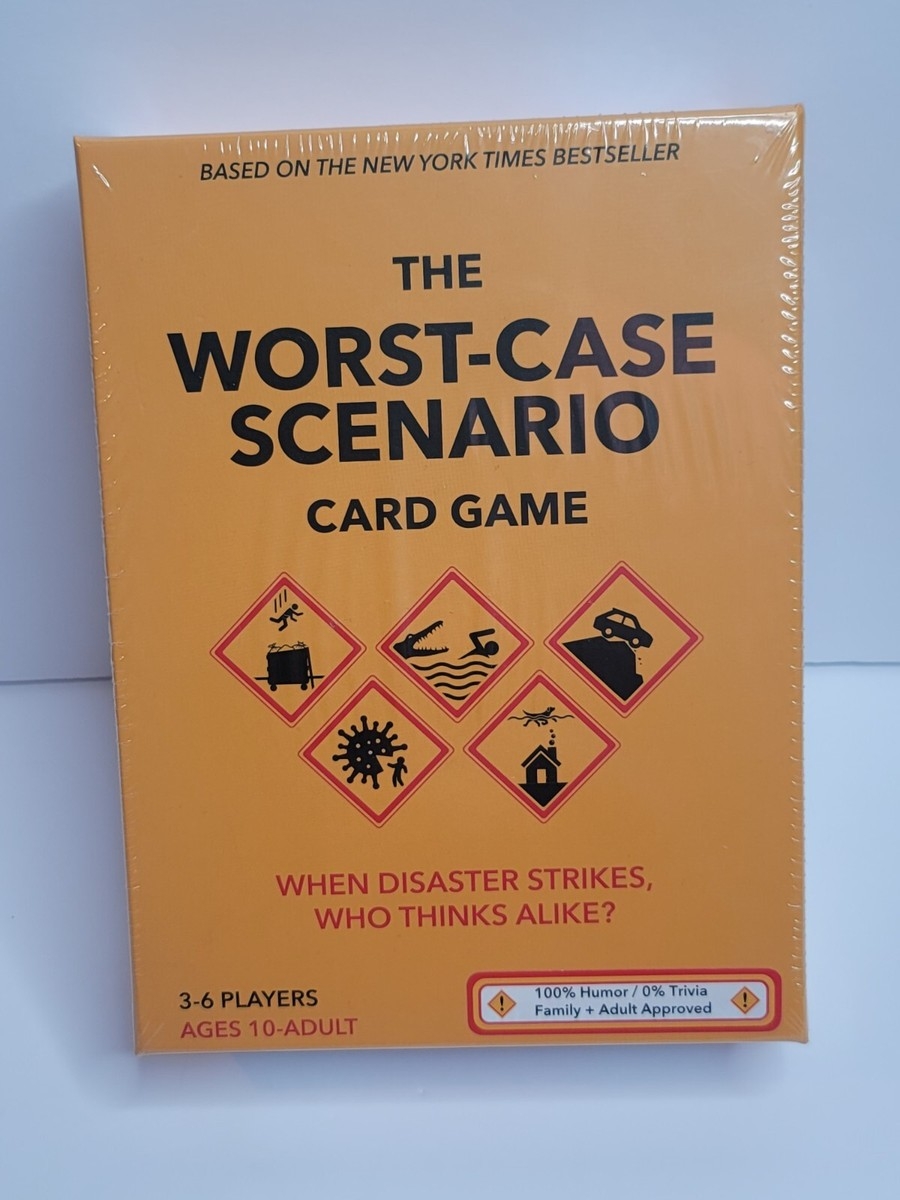 BASED ON THE NEW YORK TIMES BESTSELLER
THE
WORST-CASE
SCENARIO
CARD GAME
WHEN DISASTER STRIKES,
WHO THINKS ALIKE?
3-6 PLAYERS
AGES 10-ADULT
! 100% Humor / 0% Trivia !
Family + Adult Approved